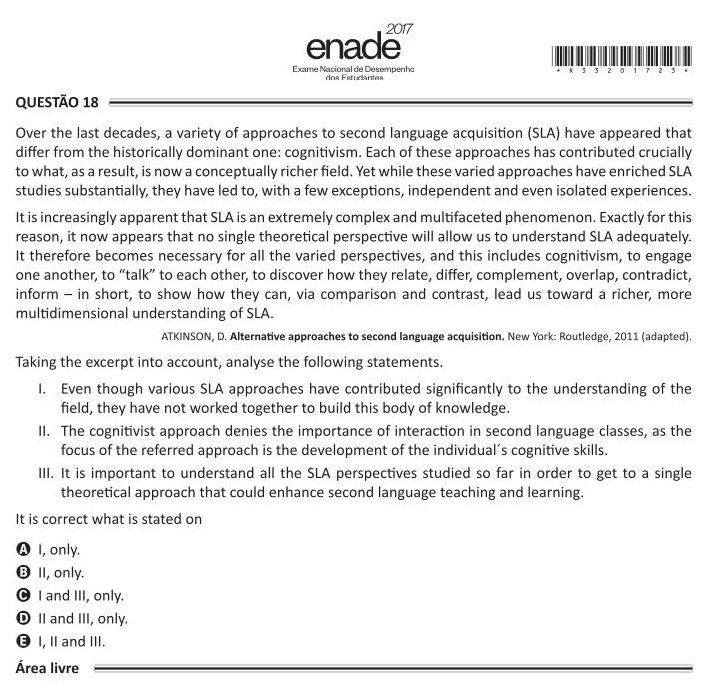 2017
enade
Exame Nacional de Desempenho
dos Estudantes
* R 3 3 2 0 1 7 2 3 *
QUESTÃO 18
Over the last decades, a variety of approaches to second language acquisition (SLA) have appeared that
differ from the historically dominant one: cognitivism. Each of these approaches has contributed crucially
to what, as a result, is now a conceptually richer field. Yet while these varied approaches have enriched SLA
studies substantially, they have led to, with a few exceptions, independent and even isolated experiences.
It is increasingly apparent that SLA is an extremely complex and multifaceted phenomenon. Exactly for this
reason, it now appears that no single theoretical perspective will allow us to understand SLA adequately.
It therefore becomes necessary for all the varied perspectives, and this includes cognitivism, to engage
one another, to “talk” to each other, to discover how they relate, differ, complement, overlap, contradict,
inform – in short, to show how they can, via comparison and contrast, lead us toward a richer, more
multidimensional understanding of SLA.
ATKINSON, D. Alternative approaches to second language acquisition. New York: Routledge, 2011 (adapted).
Taking the excerpt into account, analyse the following statements.
I. Even though various SLA approaches have contributed significantly to the understanding of the
field, they have not worked together to build this body of knowledge.
II. The cognitivist approach denies the importance of interaction in second language classes, as the
focus of the referred approach is the development of the individual´s cognitive skills.
III. It is important to understand all the SLA perspectives studied so far in order to get to a single
theoretical approach that could enhance second language teaching and learning.
It is correct what is stated on
A I, only.
B II, only.
C I and III, only.
D II and III, only.
E I, II and III.
Área livre